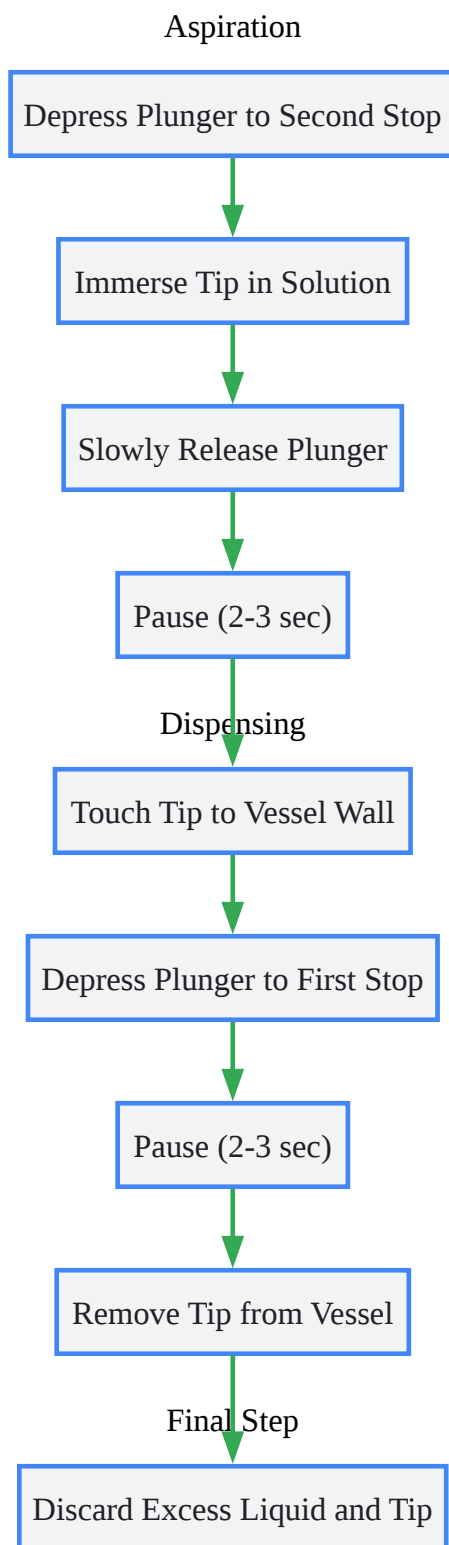 Aspiration
Depress Plunger to Second Stop
Immerse Tip in Solution
Slowly Release Plunger
Pause (2-3 sec)
Dispensing
Touch Tip to Vessel Wall
Depress Plunger to First Stop
Pause (2-3 sec)
Remove Tip from Vessel
Final Step
Discard Excess Liquid and Tip